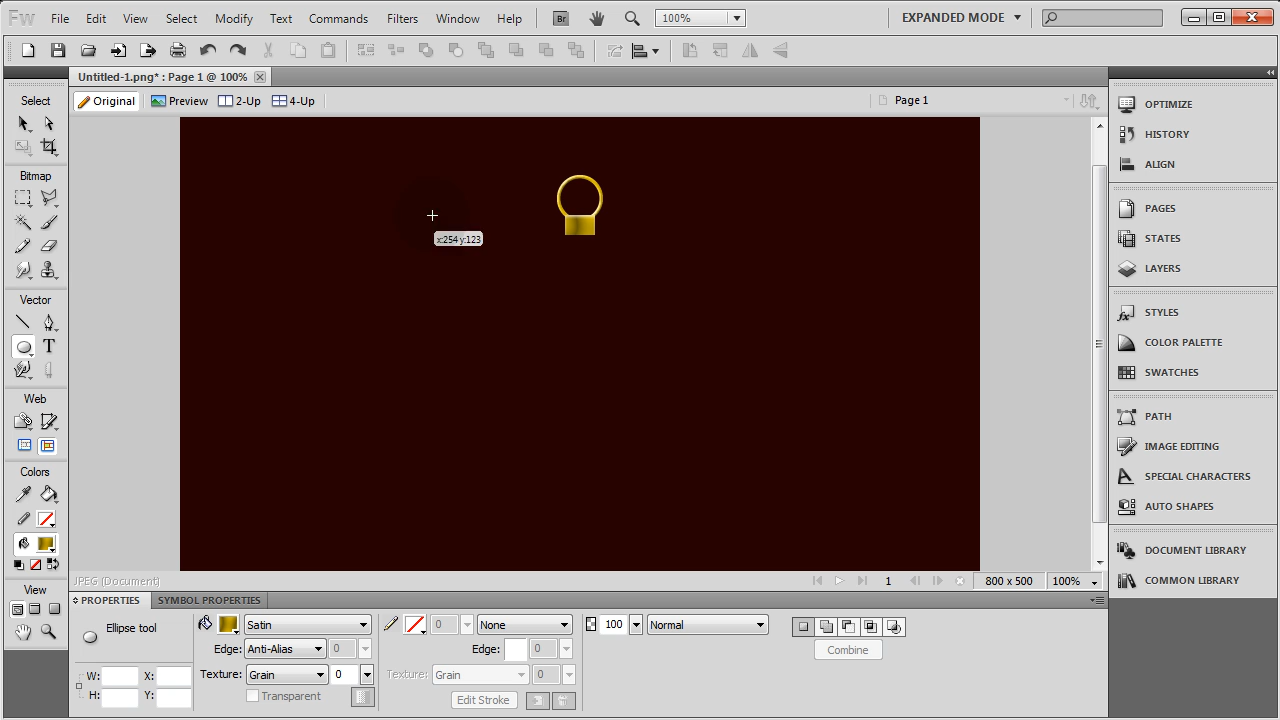 Fw File Edit View Select Modify Text Commands Filters Window Help Br 100% EXPANDED MODE
Untitled-1.png* : Page 1 @ 100%
Original Preview 2-Up 4-Up Page 1
Select
Bitmap
Vector
T
Web
Colors
View
x:254 y:123
OPTIMIZE
HISTORY
ALIGN
PAGES
STATES
LAYERS
STYLES
COLOR PALETTE
SWATCHES
PATH
IMAGE EDITING
SPECIAL CHARACTERS
AUTO SHAPES
DOCUMENT LIBRARY
COMMON LIBRARY
JPEG (Document) 1 800 x 500 100%
PROPERTIES SYMBOL PROPERTIES
Ellipse tool Satin 0 None 100 Normal
Edge: Anti-Alias 0 Edge: 0 Combine
W: X: Texture: Grain 0 Texture: Grain 0
H: Y: Transparent Edit Stroke